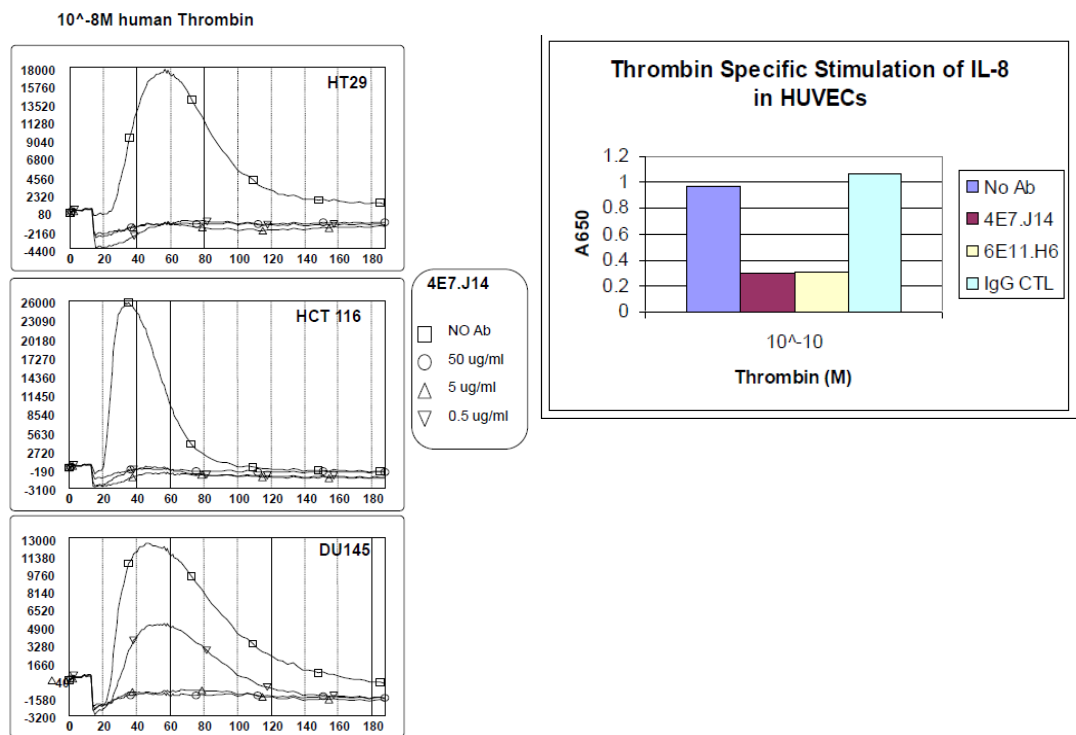 10^-8M human Thrombin
HT29
18000
15760
13520
11280
9040
6800
4560
2320
80
-2160
-4400
0 20 40 60 80 100 120 140 160 180
HCT 116
26000
23090
20180
17270
14360
11450
8540
5630
2720
-190
-3100
0 20 40 60 80 100 120 140 160 180
DU145
13000
11380
9760
8140
6520
4900
3280
1660
-1580
-3200
0 20 40 60 80 100 120 140 160 180
4E7.J14
NO Ab
50 ug/ml
5 ug/ml
0.5 ug/ml
Thrombin Specific Stimulation of IL-8
in HUVECs
A650
1.2
1
0.8
0.6
0.4
0.2
0
10^-10
Thrombin (M)
No Ab
4E7.J14
6E11.H6
IgG CTL